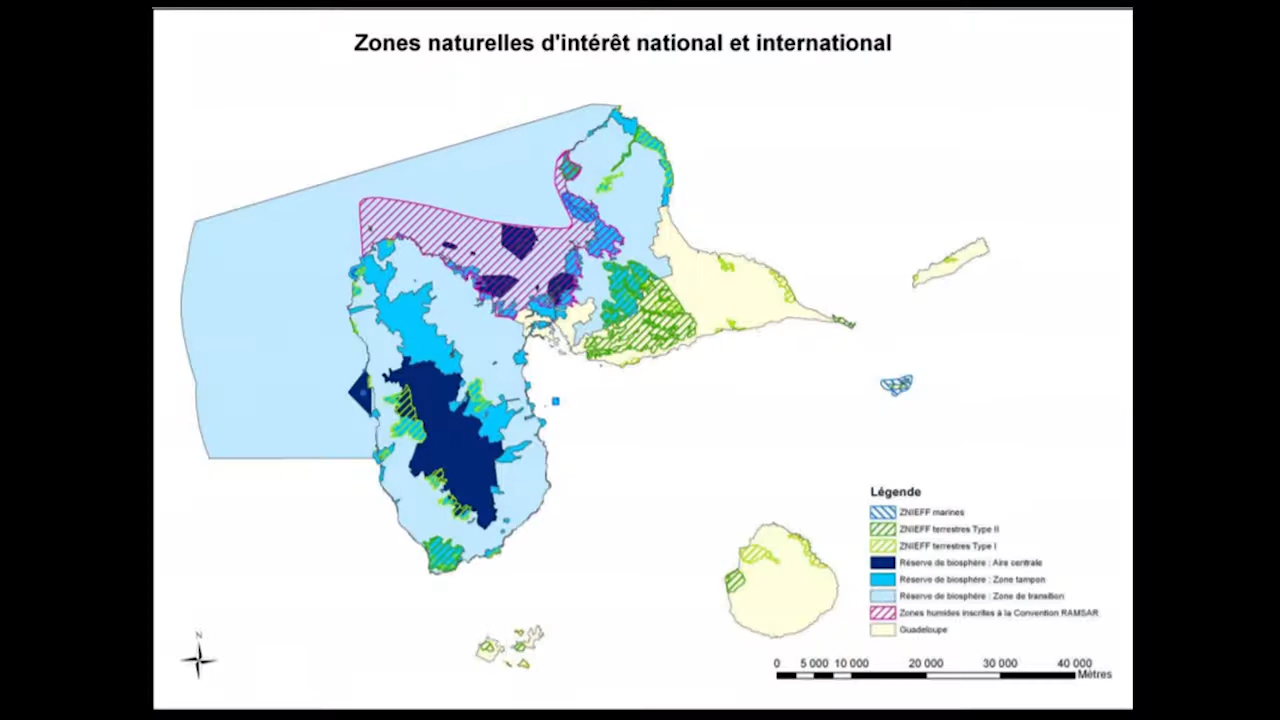 Zones naturelles d'intérêt national et international
Légende
ZNIEFF marines
ZNIEFF terrestres Type II
ZNIEFF terrestres Type I
Réserve de biosphère : Aire centrale
Réserve de biosphère : Zone tampon
Réserve de biosphère : Zone de transition
Zones humides inscrites à la Convention RAMSAR
Guadeloupe
N
0 5 000 10 000 20 000 30 000 40 000
Mètres